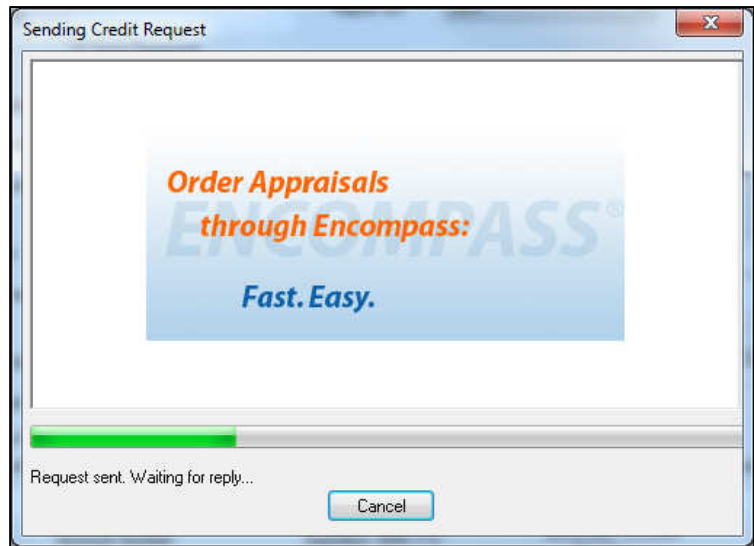 Sending Credit Request
Order Appraisals
ENCOMPASS®
through Encompass:
Fast. Easy.
Request sent. Waiting for reply...
Cancel